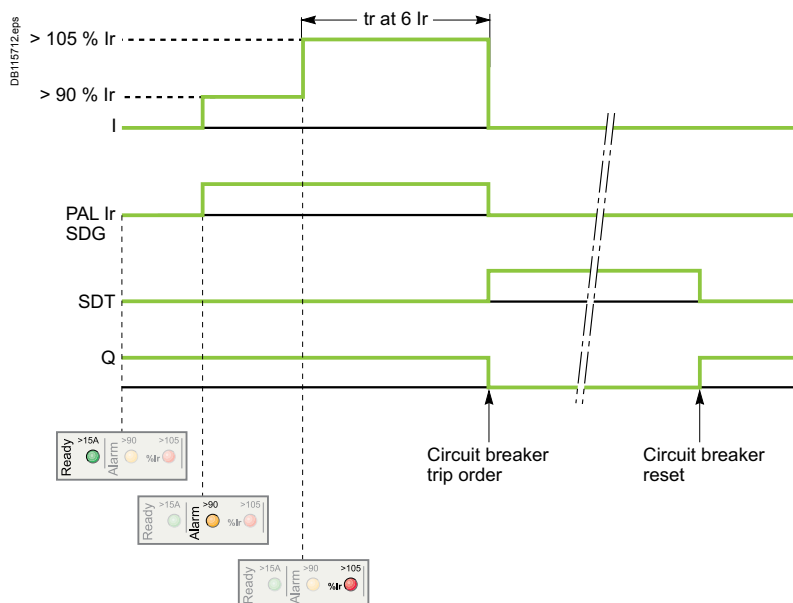 DB115712.eps
tr at 6 Ir
> 105 % Ir
> 90 % Ir
I
PAL Ir
SDG
SDT
Q
Circuit breaker
trip order
Circuit breaker
reset
Ready >15A Alarm >90 %Ir >105
Ready >15A Alarm >90 %Ir >105
Ready >15A Alarm >90 %Ir >105